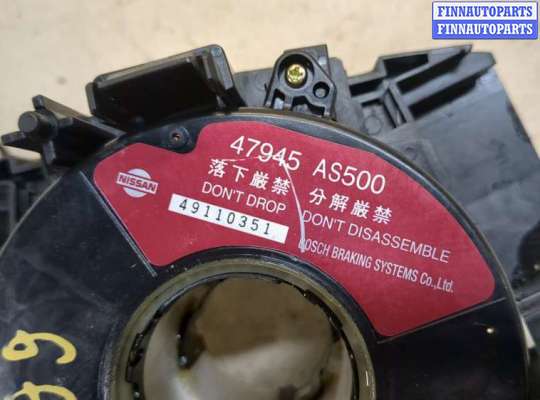 FINNAUTOPARTS
FINNAUTOPARTS
47945 AS500
落下厳禁 分解厳禁
DON'T DROP DON'T DISASSEMBLE
NISSAN
49110351
BOSCH BRAKING SYSTEMS Co.,Ltd.